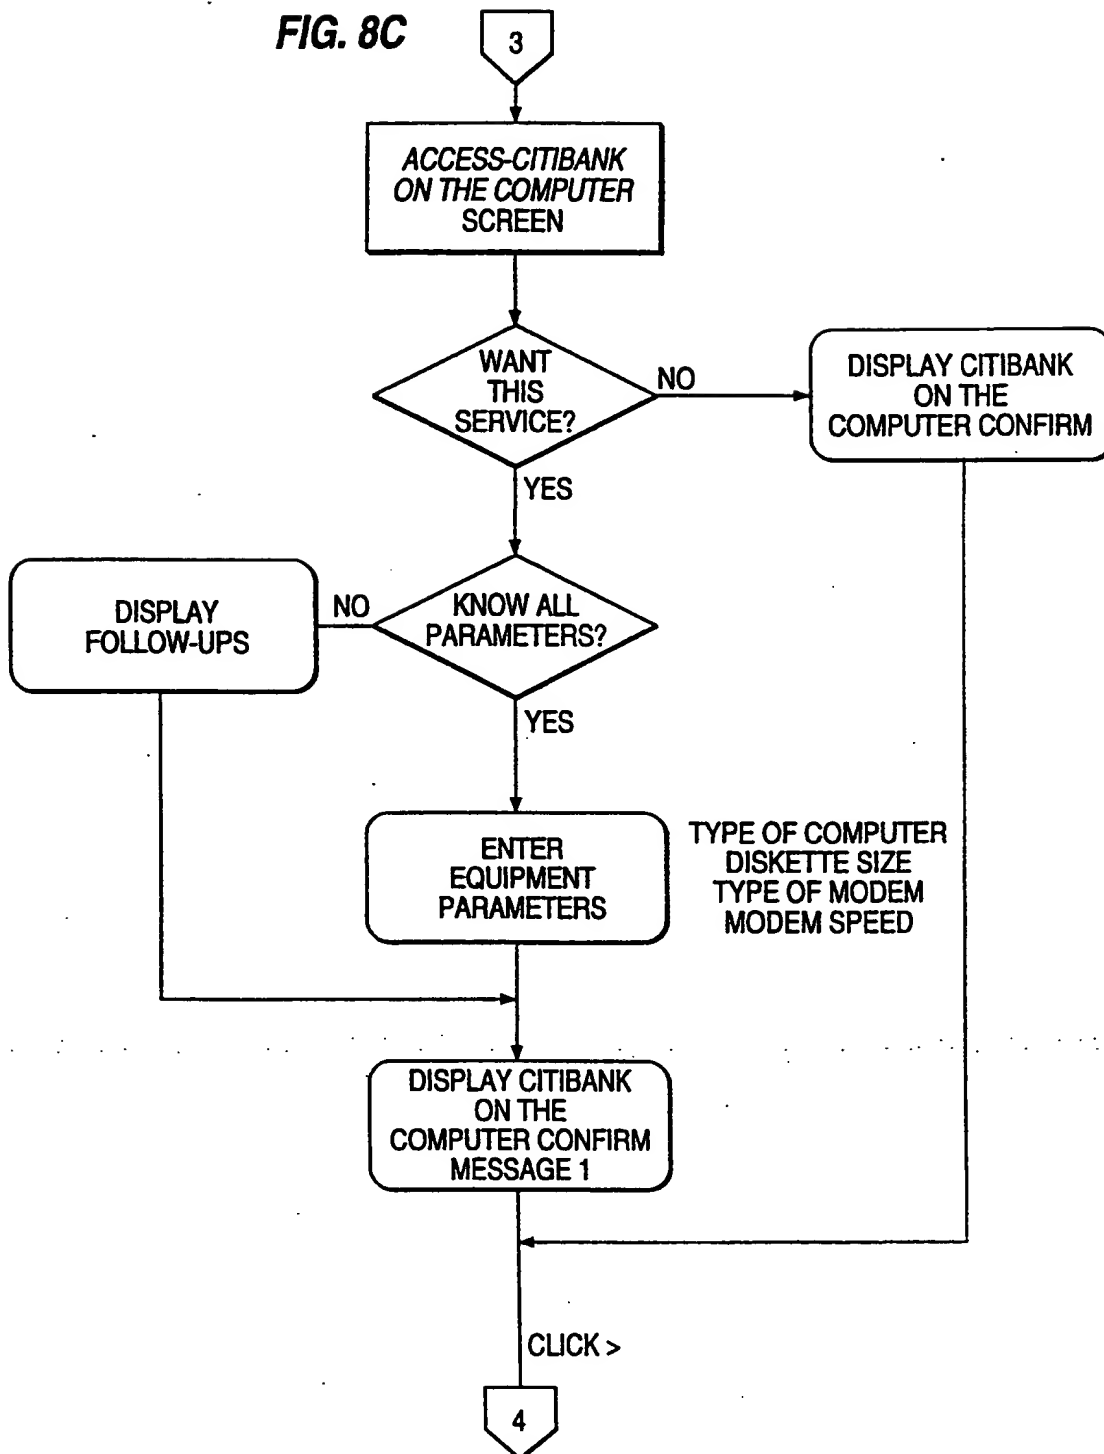 FIG. 8C
3
ACCESS-CITIBANK
ON THE COMPUTER
SCREEN
WANT
THIS
SERVICE?
NO
DISPLAY CITIBANK
ON THE
COMPUTER CONFIRM
YES
DISPLAY
FOLLOW-UPS
NO
KNOW ALL
PARAMETERS?
YES
ENTER
EQUIPMENT
PARAMETERS
TYPE OF COMPUTER
DISKETTE SIZE
TYPE OF MODEM
MODEM SPEED
DISPLAY CITIBANK
ON THE
COMPUTER CONFIRM
MESSAGE 1
CLICK >
4